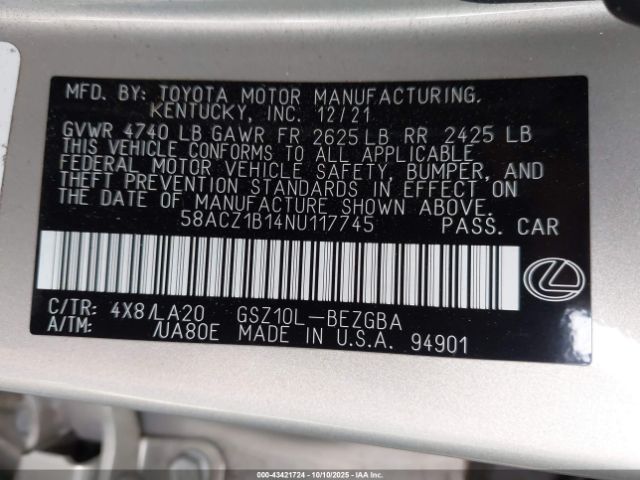 MFD. BY: TOYOTA MOTOR MANUFACTURING,
KENTUCKY, INC. 12/21
GVWR 4740 LB GAWR FR 2625 LB RR 2425 LB
THIS VEHICLE CONFORMS TO ALL APPLICABLE
FEDERAL MOTOR VEHICLE SAFETY, BUMPER, AND
THEFT PREVENTION STANDARDS IN EFFECT ON
THE DATE OF MANUFACTURE SHOWN ABOVE.
58ACZ1B14NU117745 PASS. CAR
C/TR: 4X8/LA20 GSZ10L-BEZGBA
A/TM: /UA80E MADE IN U.S.A. 94901
000-43421724 | 10/10/2025 | © Copyright IAA, LLC